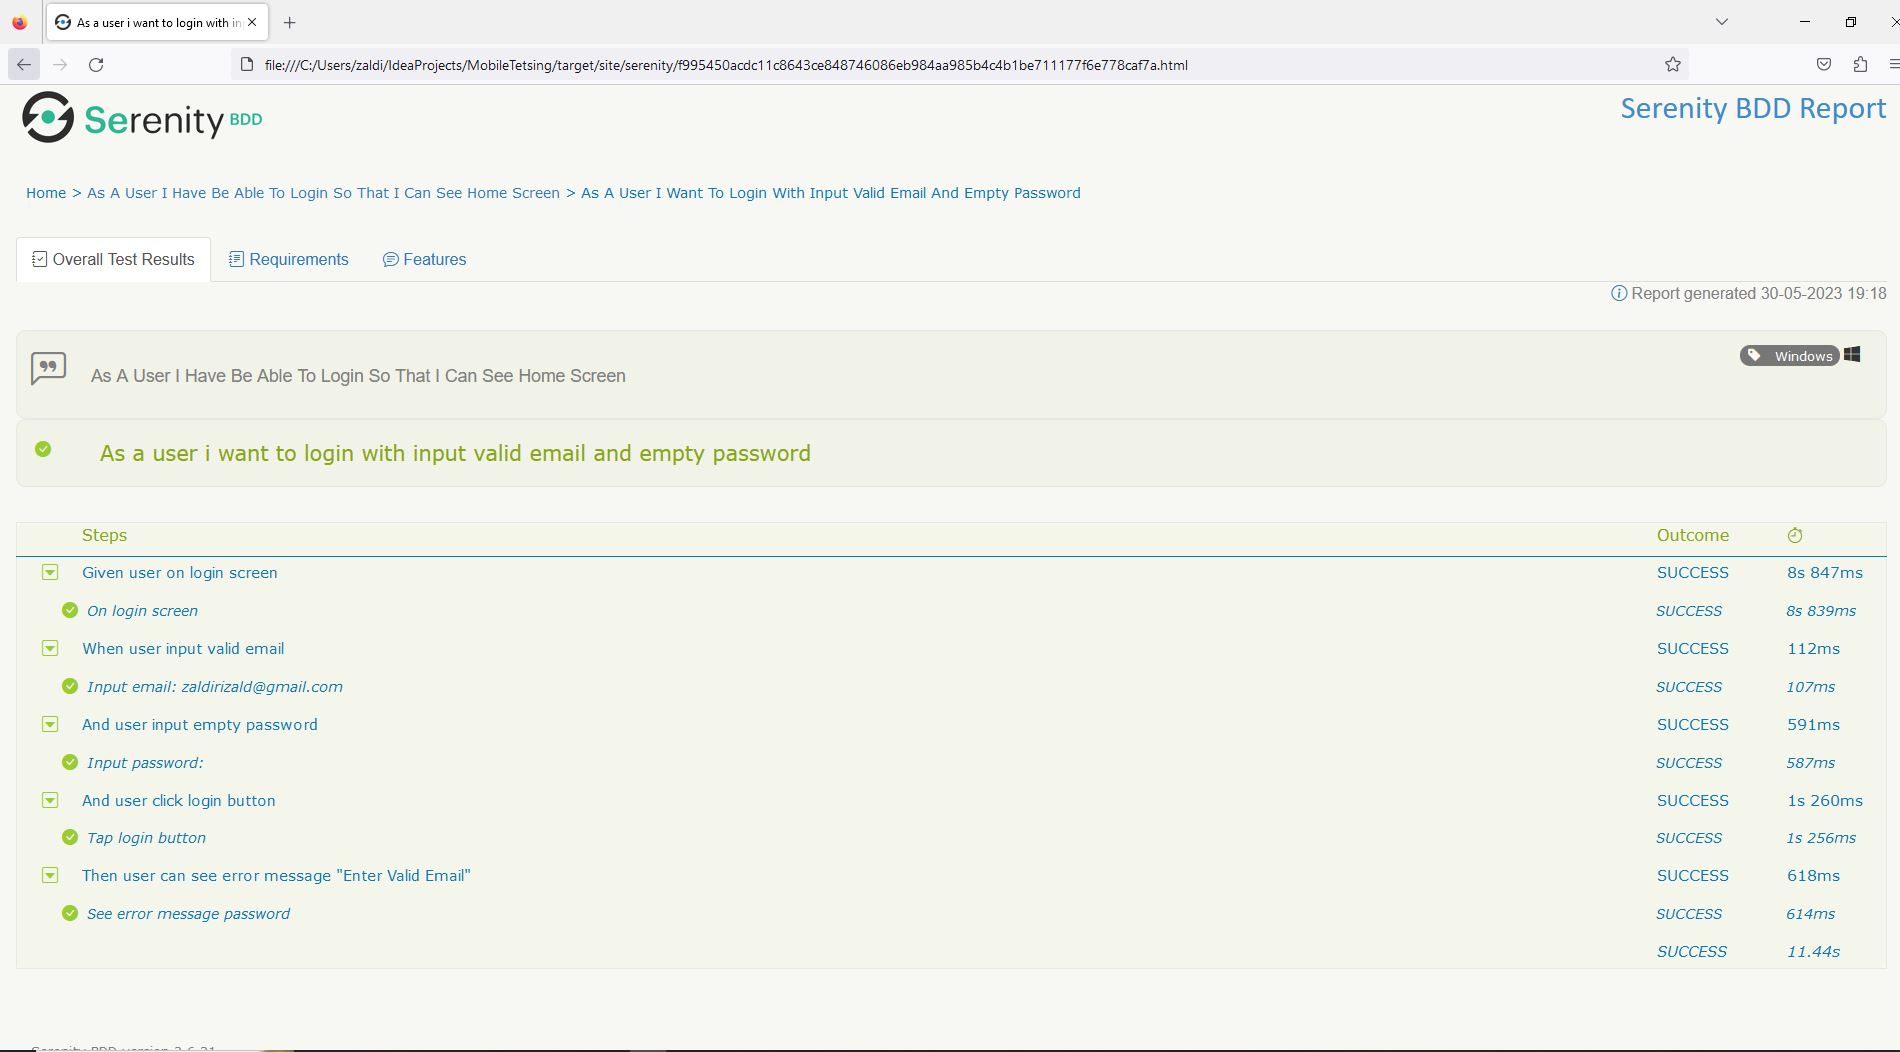 As a user i want to login with in
file:///C:/Users/zaldi/IdeaProjects/MobileTetsing/target/site/serenity/f995450acdc11c8643ce848746086eb984aa985b4c4b1be711177f6e778caf7a.html
Serenity BDD
Serenity BDD Report
Home > As A User I Have Be Able To Login So That I Can See Home Screen > As A User I Want To Login With Input Valid Email And Empty Password
Overall Test Results Requirements Features
Report generated 30-05-2023 19:18
Windows
As A User I Have Be Able To Login So That I Can See Home Screen
As a user i want to login with input valid email and empty password
Steps Outcome
Given user on login screen SUCCESS 8s 847ms
On login screen SUCCESS 8s 839ms
When user input valid email SUCCESS 112ms
Input email: zaldirizald@gmail.com SUCCESS 107ms
And user input empty password SUCCESS 591ms
Input password: SUCCESS 587ms
And user click login button SUCCESS 1s 260ms
Tap login button SUCCESS 1s 256ms
Then user can see error message "Enter Valid Email" SUCCESS 618ms
See error message password SUCCESS 614ms
SUCCESS 11.44s
Serenity BDD version